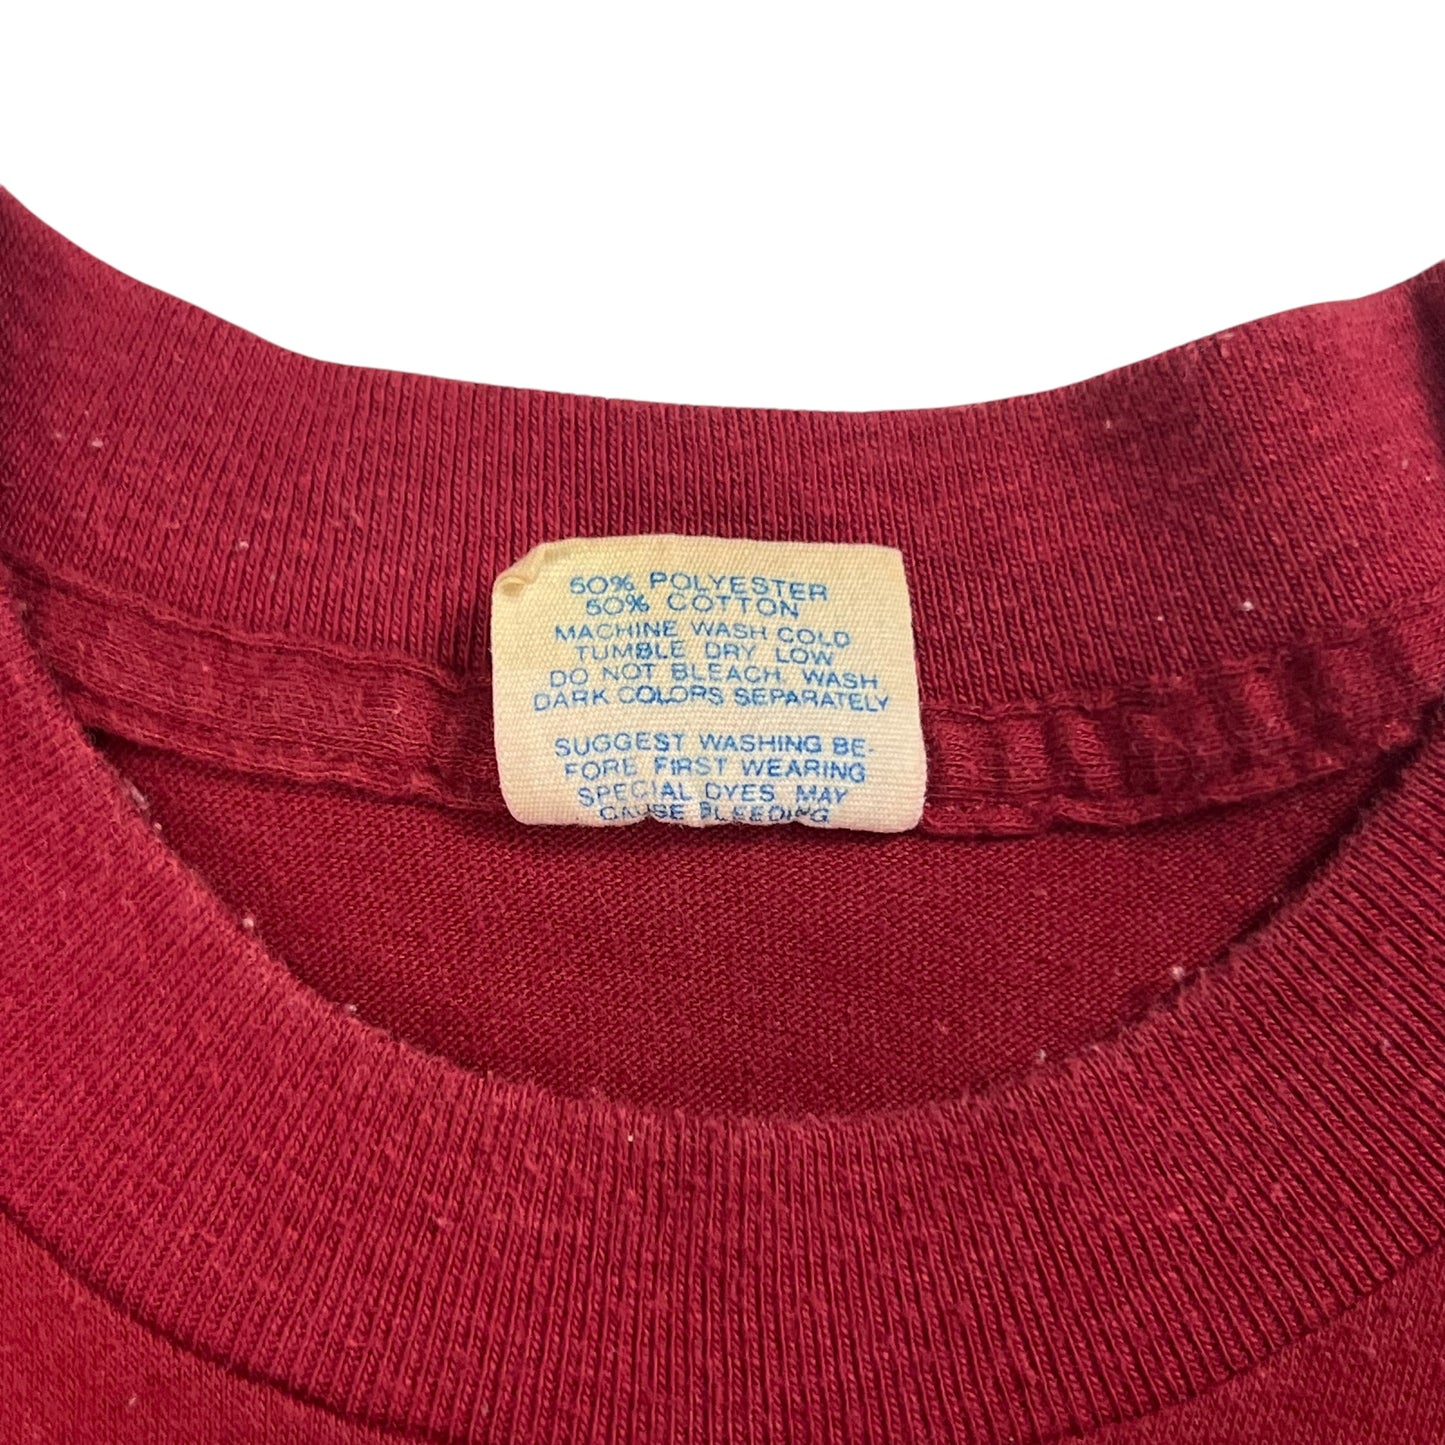 50% POLYESTER
50% COTTON
MACHINE WASH COLD
TUMBLE DRY LOW
DO NOT BLEACH, WASH
DARK COLORS SEPARATELY
SUGGEST WASHING BE-
FORE FIRST WEARING
SPECIAL DYES MAY
CAUSE BLEEDING